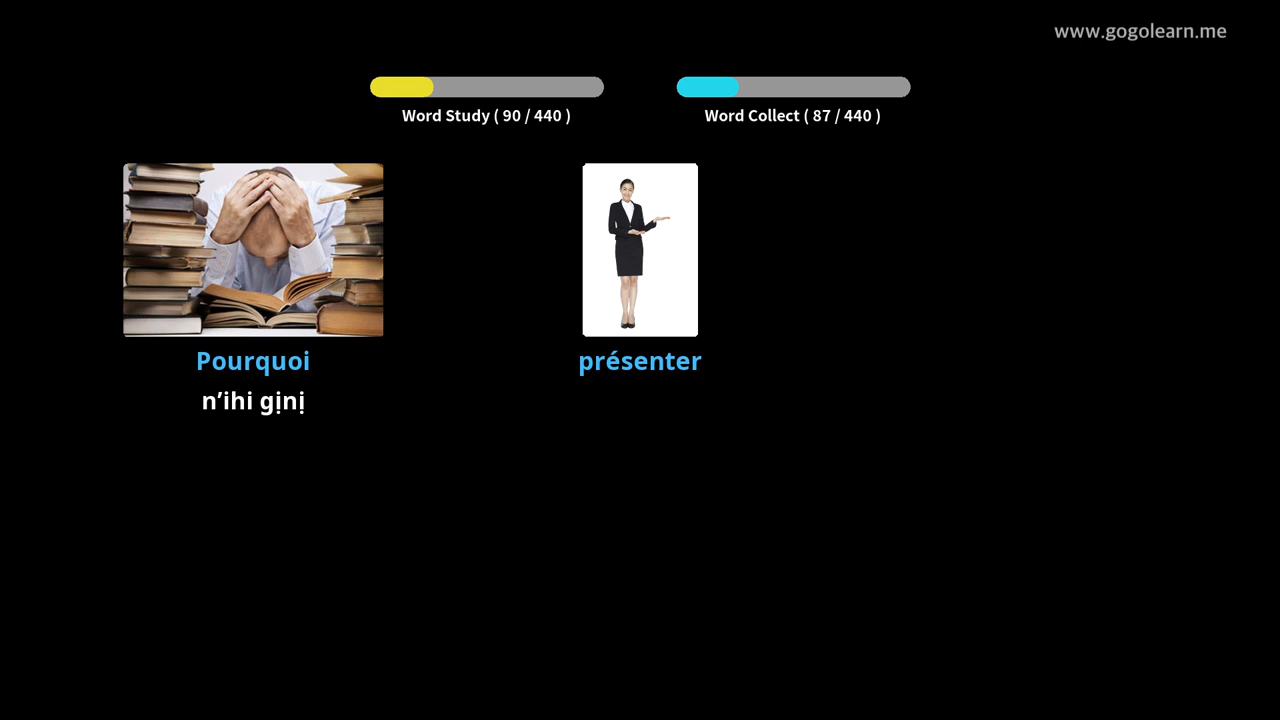 www.gogolearn.me
Word Study ( 90 / 440 )
Word Collect ( 87 / 440 )
Pourquoi
n’ihi gịnị
présenter